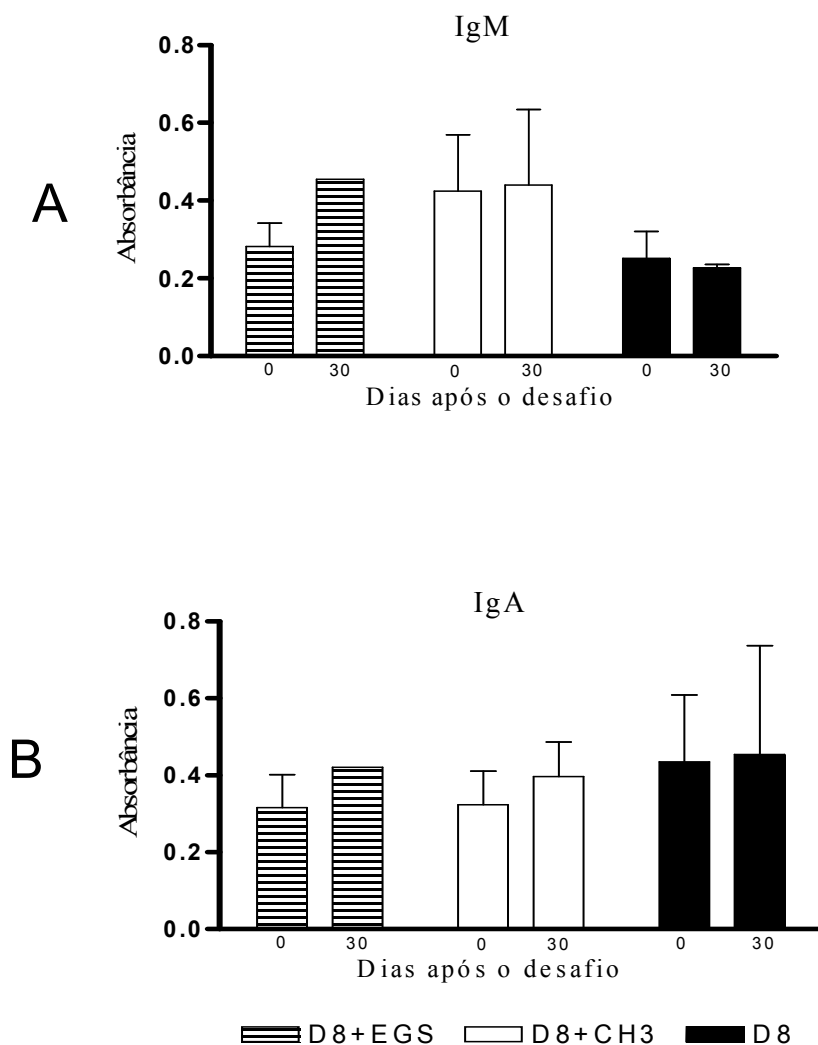 IgM
0.8
0.6
0.4
0.2
0.0
Absorbância
A
0 30 0 30 0 30
Dias após o desafio
IgA
0.8
0.6
0.4
0.2
0.0
Absorbância
B
0 30 0 30 0 30
Dias após o desafio
D8+EGS D8+CH3 D8